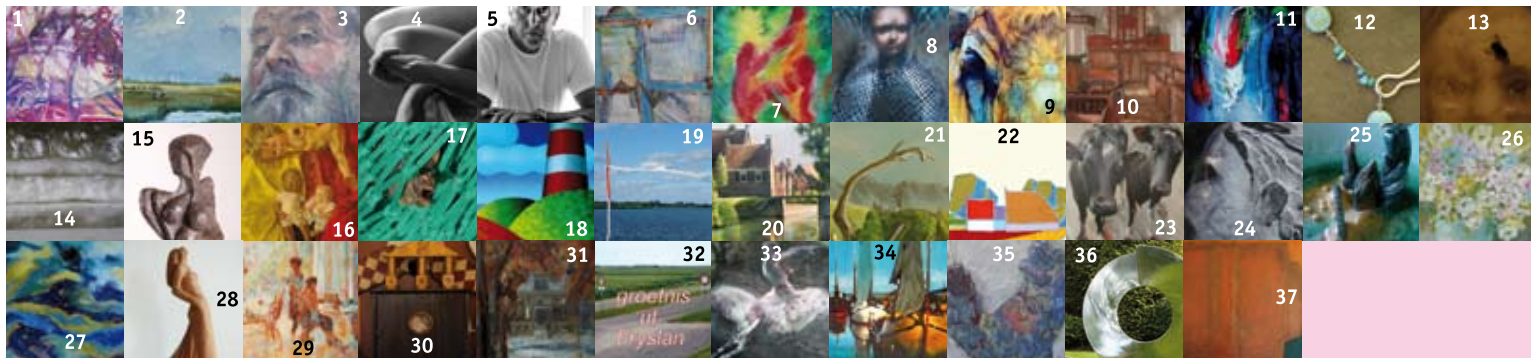 1 2 3 4 5 6 7 8 9 10 11 12 13
14 15 16 17 18 19 20 21 22 23 24 25 26
27 28 29 30 31 32 33 34 35 36 37
groetnis
ut
Fryslan